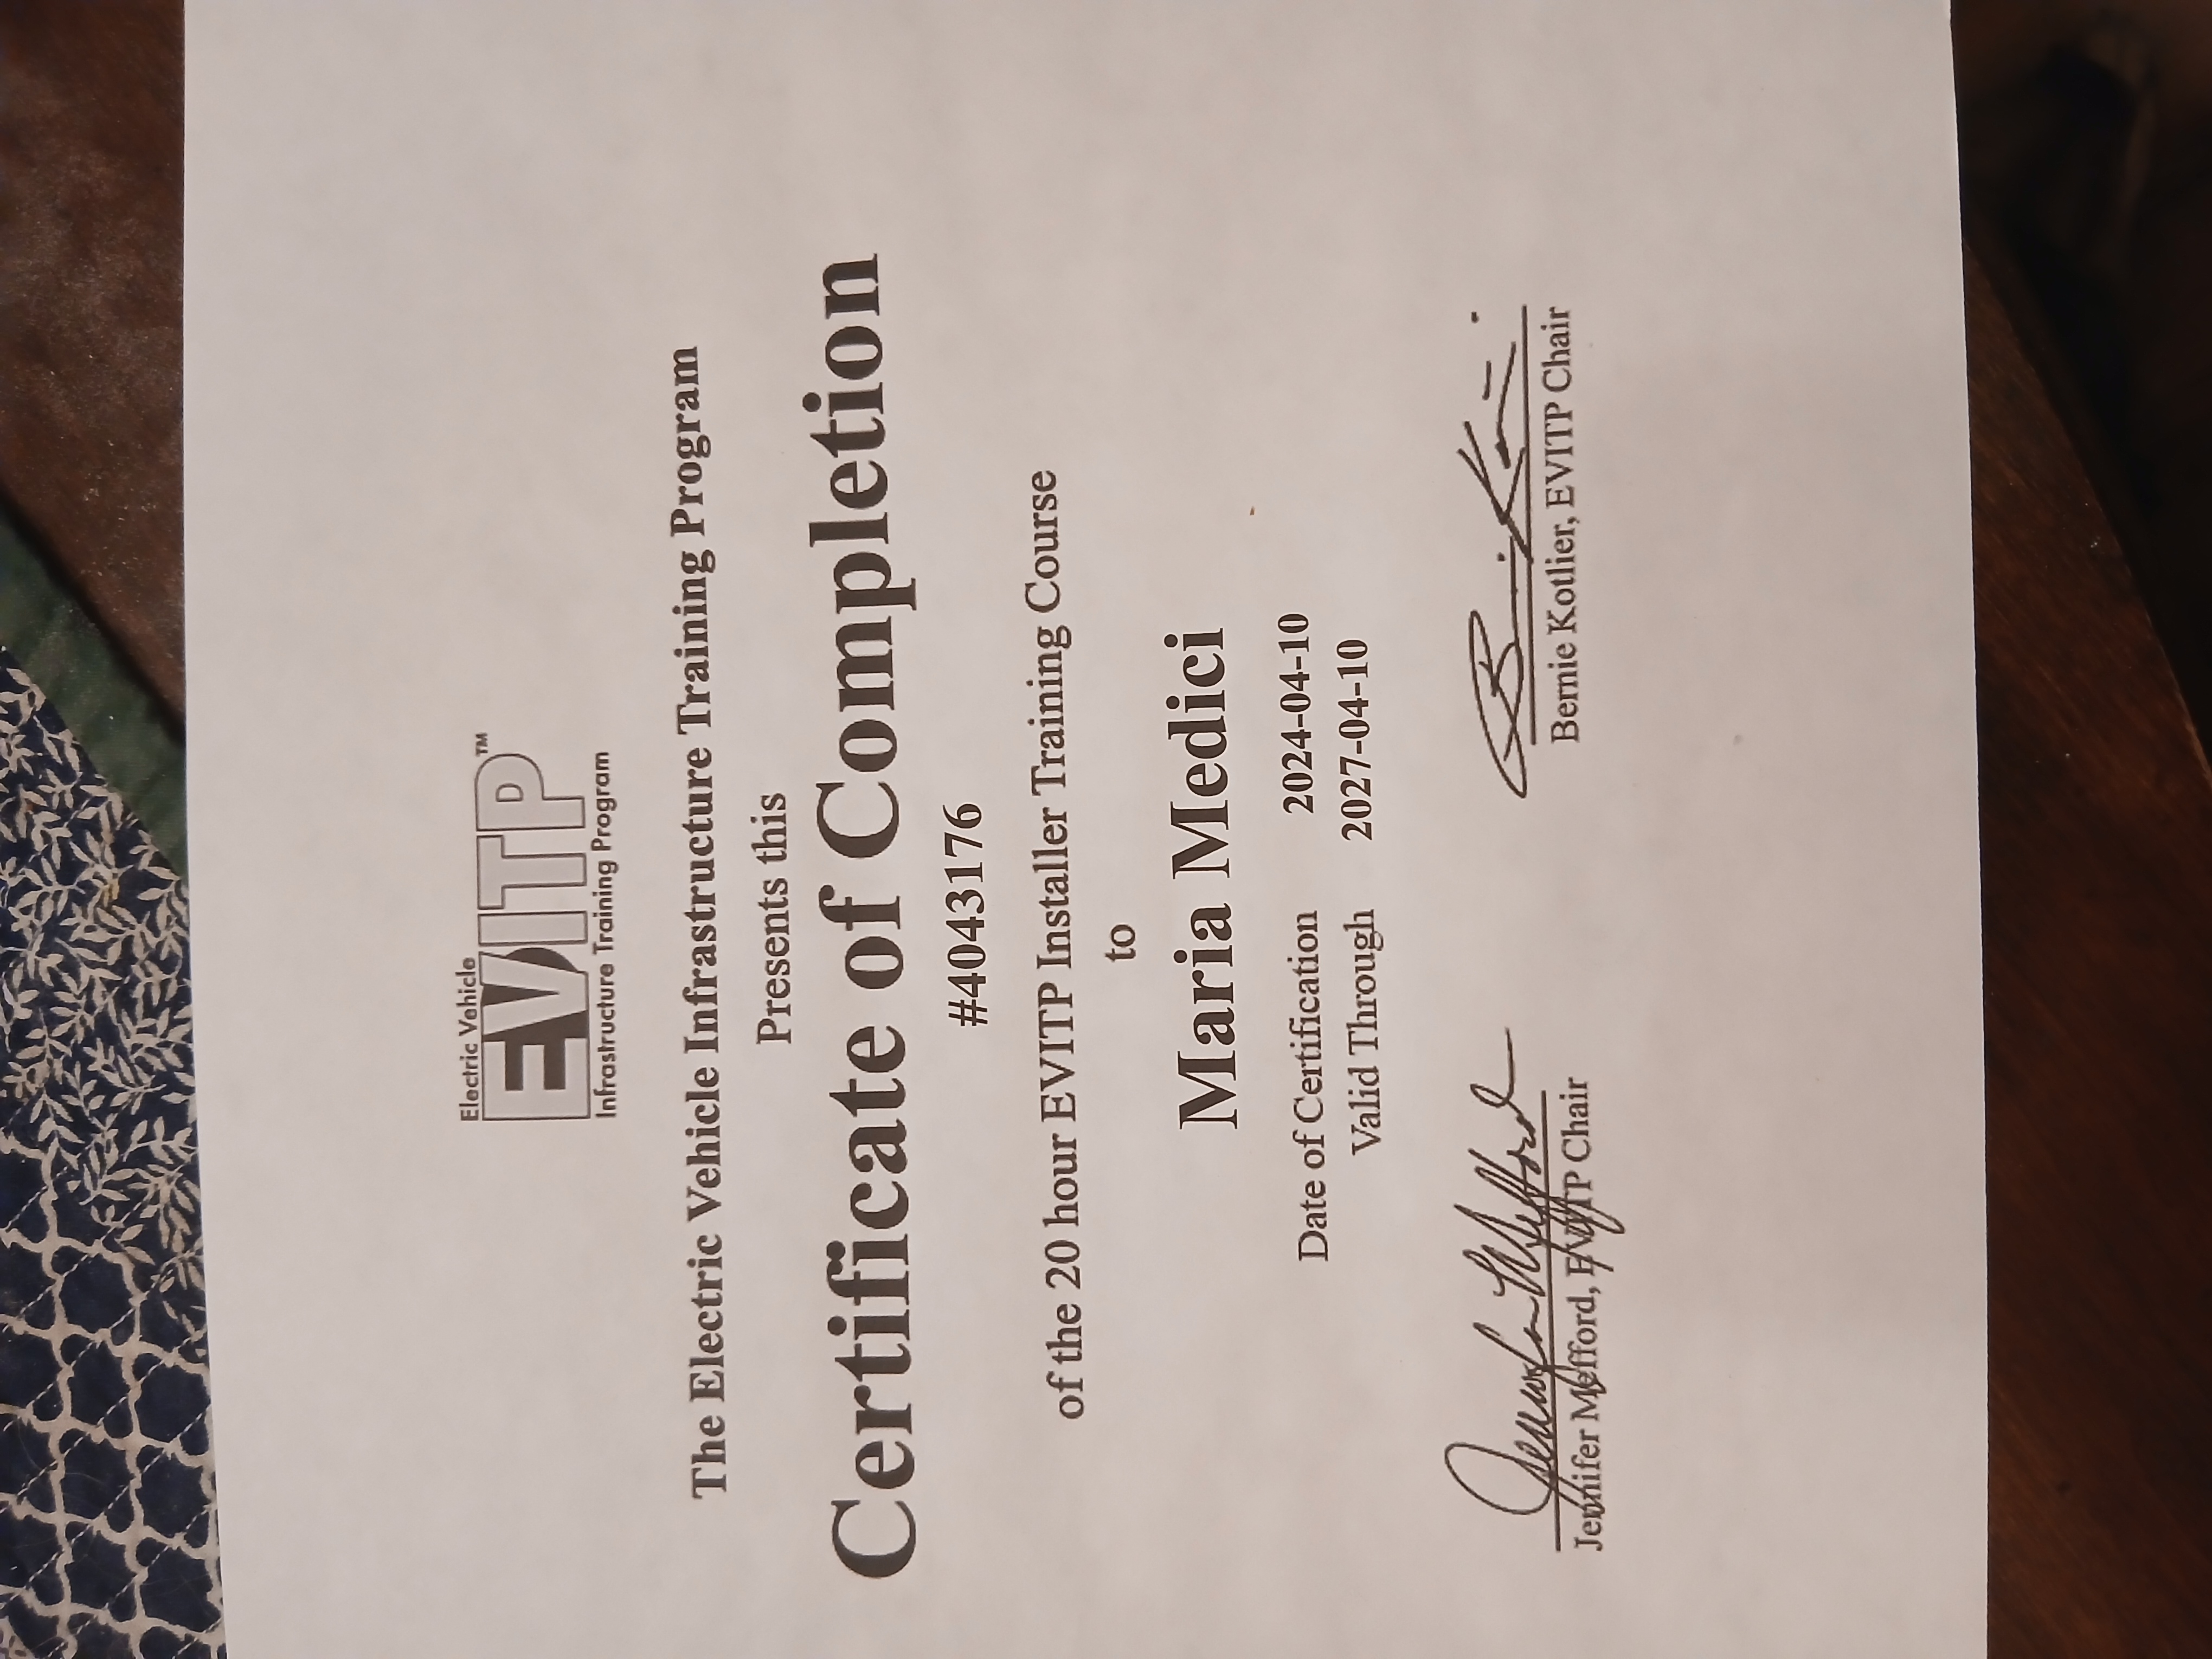 Electric Vehicle
EVITP™
Infrastructure Training Program
The Electric Vehicle Infrastructure Training Program
Presents this
Certificate of Completion
#4043176
of the 20 hour EVITP Installer Training Course
to
Maria Medici
Date of Certification 2024-04-10
Valid Through 2027-04-10
Jennifer Mefford, EVITP Chair
Bernie Kotlier, EVITP Chair